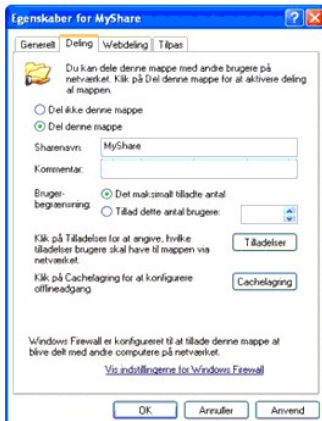 Egenskaber for MyShare
Generelt Deling Webdeling Tilpas
Du kan dele denne mappe med andre brugere på
netværket. Klik på Del denne mappe for at aktivere deling
af mappen.
Del ikke denne mappe
Del denne mappe
Sharenavn: MyShare
Kommentar:
Bruger-
begrænsning:
Det maksimalt tilladte antal
Tillad dette antal brugere:
Klik på Tilladelser for at angive, hvilke
tilladelser brugere skal have til mappen via
netværket.
Tilladelser
Klik på Cachelagring for at konfigurere
offlineadgang
Cachelagring
Windows Firewall er konfigureret til at tillade denne mappe at
blive delt med andre computere på netværket.
Vis indstillingerne for Windows Firewall
OK Annuller Anvend